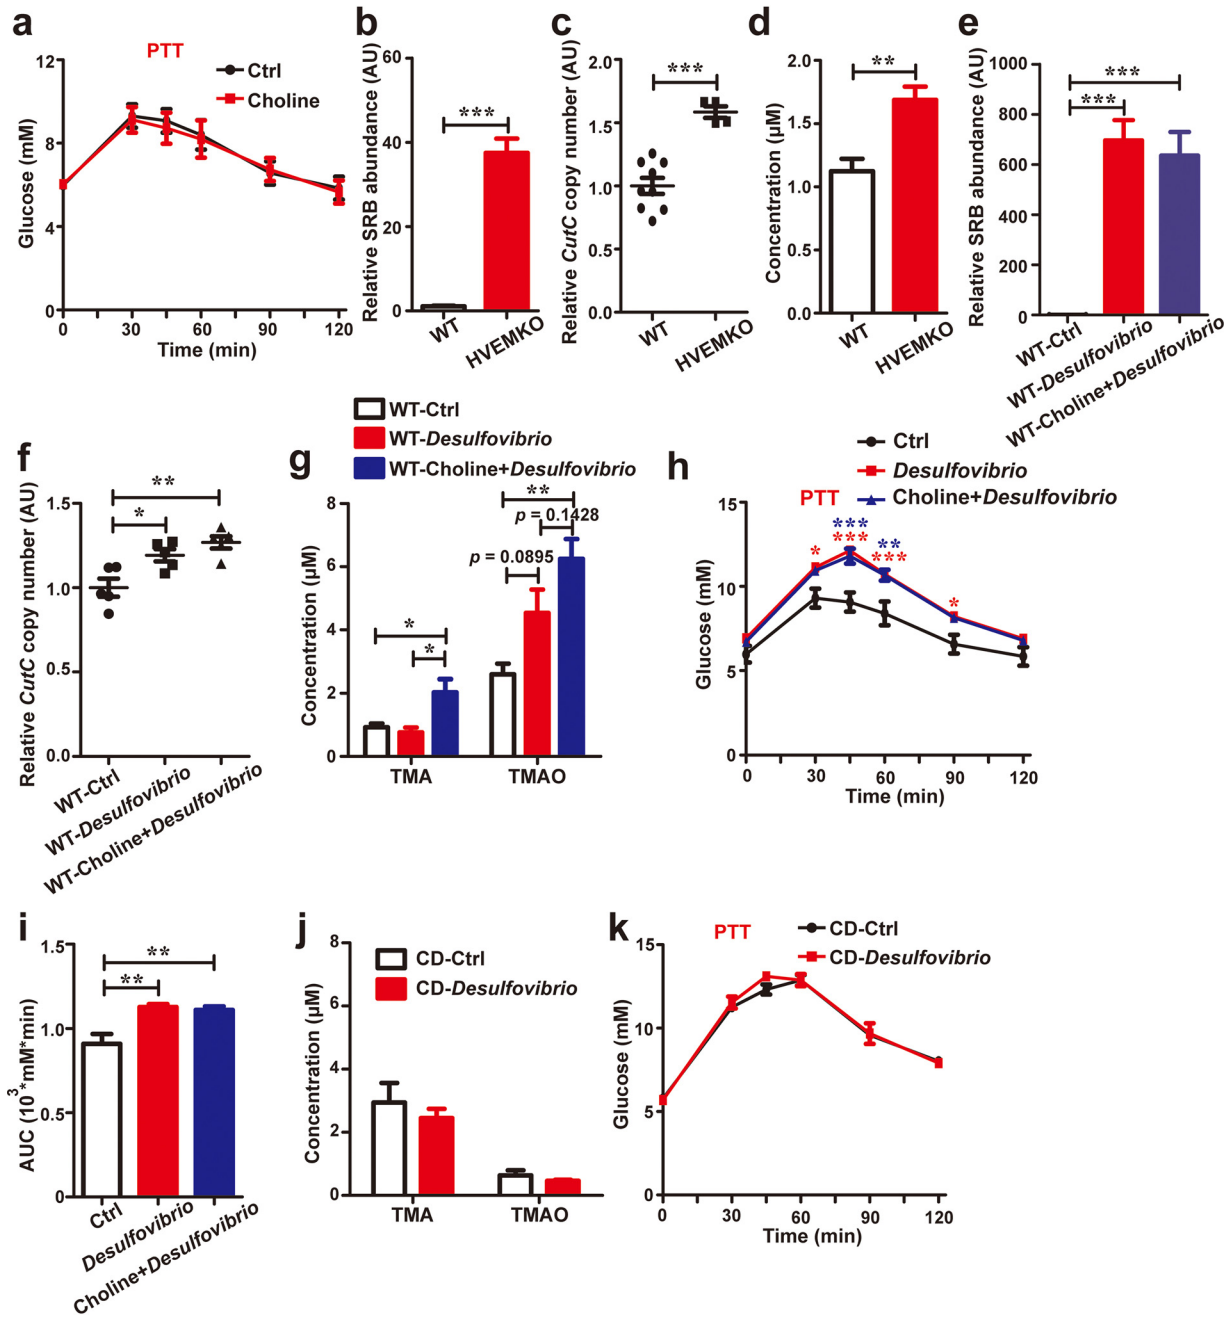 a
PTT
Ctrl
Choline
Glucose (mM)
12
8
4
0
0 30 60 90 120
Time (min)
b
Relative SRB abundance (AU)
60
40
20
0
***
WT
HVEMKO
c
Relative CutC copy number (AU)
2.0
1.5
1.0
0.5
0.0
***
WT
HVEMKO
d
Concentration (μM)
2.0
1.5
1.0
0.5
0.0
**
WT
HVEMKO
e
Relative SRB abundance (AU)
1000
800
600
400
200
0
***
***
WT-Ctrl
WT-Desulfovibrio
WT-Choline+Desulfovibrio
f
Relative CutC copy number (AU)
1.5
1.0
0.5
0.0
**
*
WT-Ctrl
WT-Desulfovibrio
WT-Choline+Desulfovibrio
g
WT-Ctrl
WT-Desulfovibrio
WT-Choline+Desulfovibrio
Concentration (μM)
8
6
4
2
0
**
p = 0.1428
p = 0.0895
*
*
TMA TMAO
h
Ctrl
Desulfovibrio
Choline+Desulfovibrio
PTT
Glucose (mM)
15
10
5
0
***
* *** **
***
*
0 30 60 90 120
Time (min)
i
AUC (10³*mM*min)
1.5
1.0
0.5
0
**
**
Ctrl
Desulfovibrio
Choline+Desulfovibrio
j
CD-Ctrl
CD-Desulfovibrio
Concentration (μM)
8
6
4
2
0
TMA TMAO
k
PTT
CD-Ctrl
CD-Desulfovibrio
Glucose (mM)
15
10
5
0
0 30 60 90 120
Time (min)